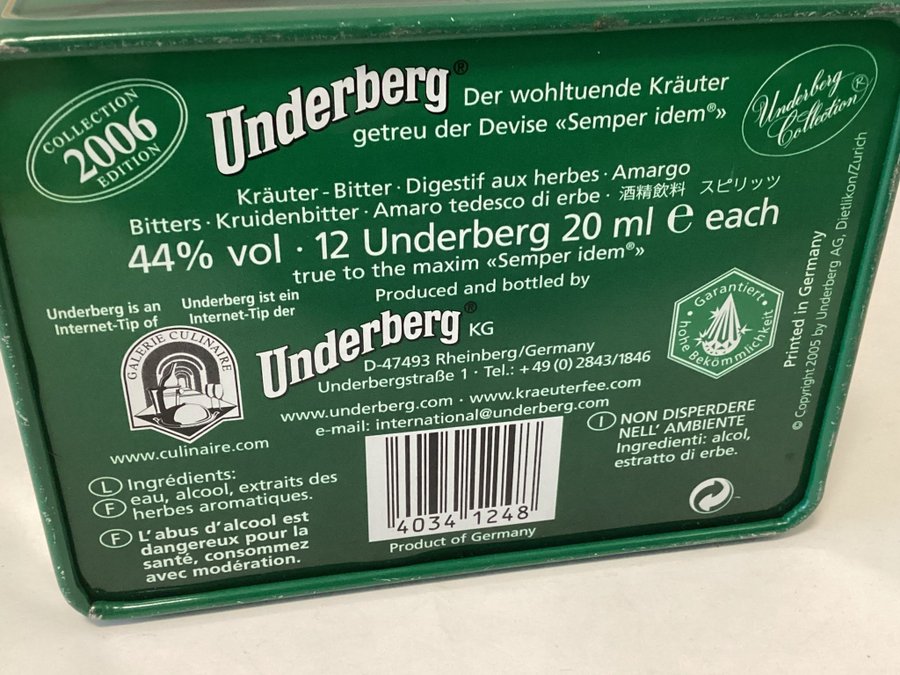 COLLECTION
2006
EDITION
Underberg®
Der wohltuende Kräuter
getreu der Devise «Semper idem®»
Underberg
Collection ®
Kräuter-Bitter · Digestif aux herbes · Amargo
Bitters · Kruidenbitter · Amaro tedesco di erbe · 酒精飲料 スピリッツ
44% vol · 12 Underberg 20 ml ℮ each
true to the maxim «Semper idem®»
Produced and bottled by
Underberg® KG
D-47493 Rheinberg/Germany
Underbergstraße 1 · Tel.: +49 (0) 2843/1846
www.underberg.com · www.kraeuterfee.com
e-mail: international@underberg.com
Underberg is an
Internet-Tip of
Underberg ist ein
Internet-Tip der
GALERIE CULINAIRE
www.culinaire.com
Garantiert
hohe Bekömmlichkeit
Printed in Germany
© Copyright 2005 by Underberg AG, Dietlikon/Zurich
L F Ingrédients:
eau, alcool, extraits des
herbes aromatiques.
F L'abus d'alcool est
dangereux pour la
santé, consommez
avec modération.
4034 1248
Product of Germany
I NON DISPERDERE
NELL' AMBIENTE
Ingredienti: alcol,
estratto di erbe.